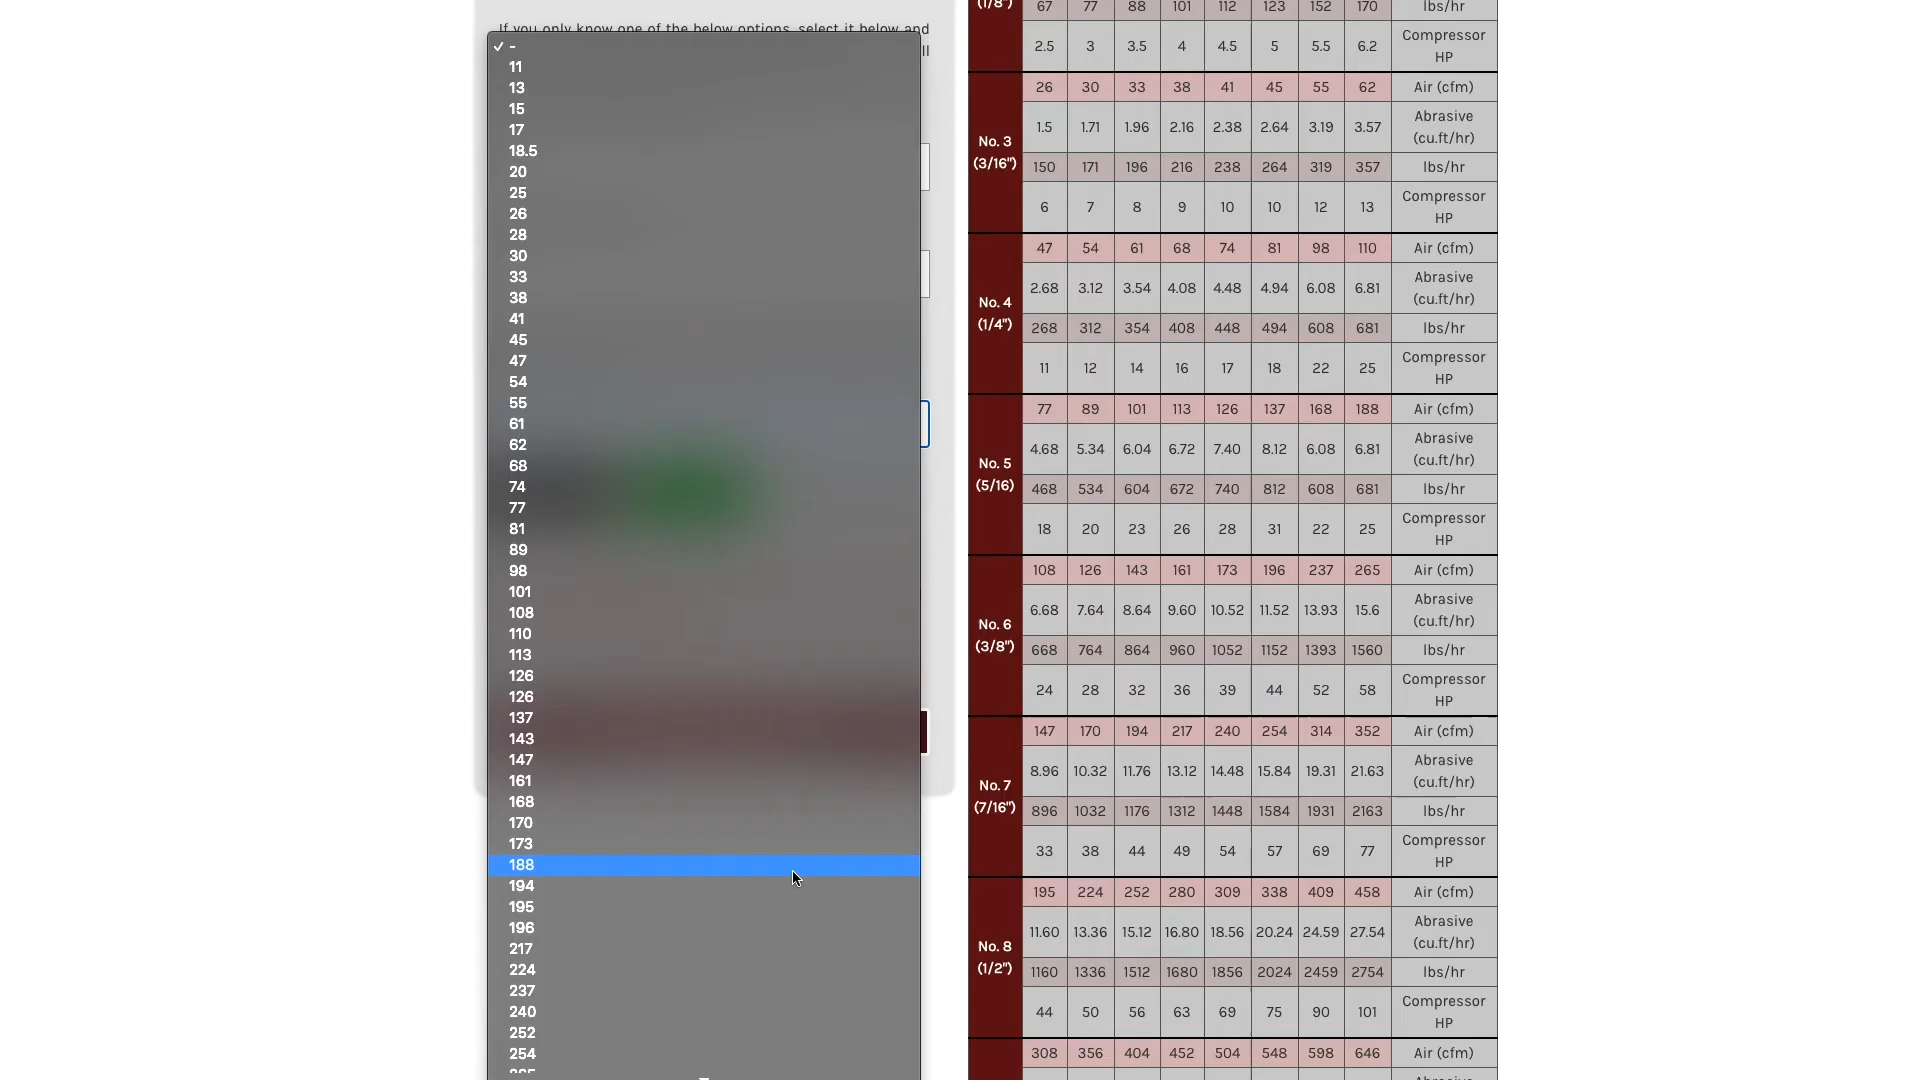 If you only know one of the below options, select it below and
ll
✓ -
11
13
15
17
18.5
20
25
26
28
30
33
38
41
45
47
54
55
61
62
68
74
77
81
89
98
101
108
110
113
126
126
137
143
147
161
168
170
173
188
194
195
196
217
224
237
240
252
254
(1/8")
67 77 88 101 112 123 152 170 lbs/hr
2.5 3 3.5 4 4.5 5 5.5 6.2 Compressor HP
No. 3 (3/16")
26 30 33 38 41 45 55 62 Air (cfm)
1.5 1.71 1.96 2.16 2.38 2.64 3.19 3.57 Abrasive (cu.ft/hr)
150 171 196 216 238 264 319 357 lbs/hr
6 7 8 9 10 10 12 13 Compressor HP
No. 4 (1/4")
47 54 61 68 74 81 98 110 Air (cfm)
2.68 3.12 3.54 4.08 4.48 4.94 6.08 6.81 Abrasive (cu.ft/hr)
268 312 354 408 448 494 608 681 lbs/hr
11 12 14 16 17 18 22 25 Compressor HP
No. 5 (5/16)
77 89 101 113 126 137 168 188 Air (cfm)
4.68 5.34 6.04 6.72 7.40 8.12 6.08 6.81 Abrasive (cu.ft/hr)
468 534 604 672 740 812 608 681 lbs/hr
18 20 23 26 28 31 22 25 Compressor HP
No. 6 (3/8")
108 126 143 161 173 196 237 265 Air (cfm)
6.68 7.64 8.64 9.60 10.52 11.52 13.93 15.6 Abrasive (cu.ft/hr)
668 764 864 960 1052 1152 1393 1560 lbs/hr
24 28 32 36 39 44 52 58 Compressor HP
No. 7 (7/16")
147 170 194 217 240 254 314 352 Air (cfm)
8.96 10.32 11.76 13.12 14.48 15.84 19.31 21.63 Abrasive (cu.ft/hr)
896 1032 1176 1312 1448 1584 1931 2163 lbs/hr
33 38 44 49 54 57 69 77 Compressor HP
No. 8 (1/2")
195 224 252 280 309 338 409 458 Air (cfm)
11.60 13.36 15.12 16.80 18.56 20.24 24.59 27.54 Abrasive (cu.ft/hr)
1160 1336 1512 1680 1856 2024 2459 2754 lbs/hr
44 50 56 63 69 75 90 101 Compressor HP
308 356 404 452 504 548 598 646 Air (cfm)